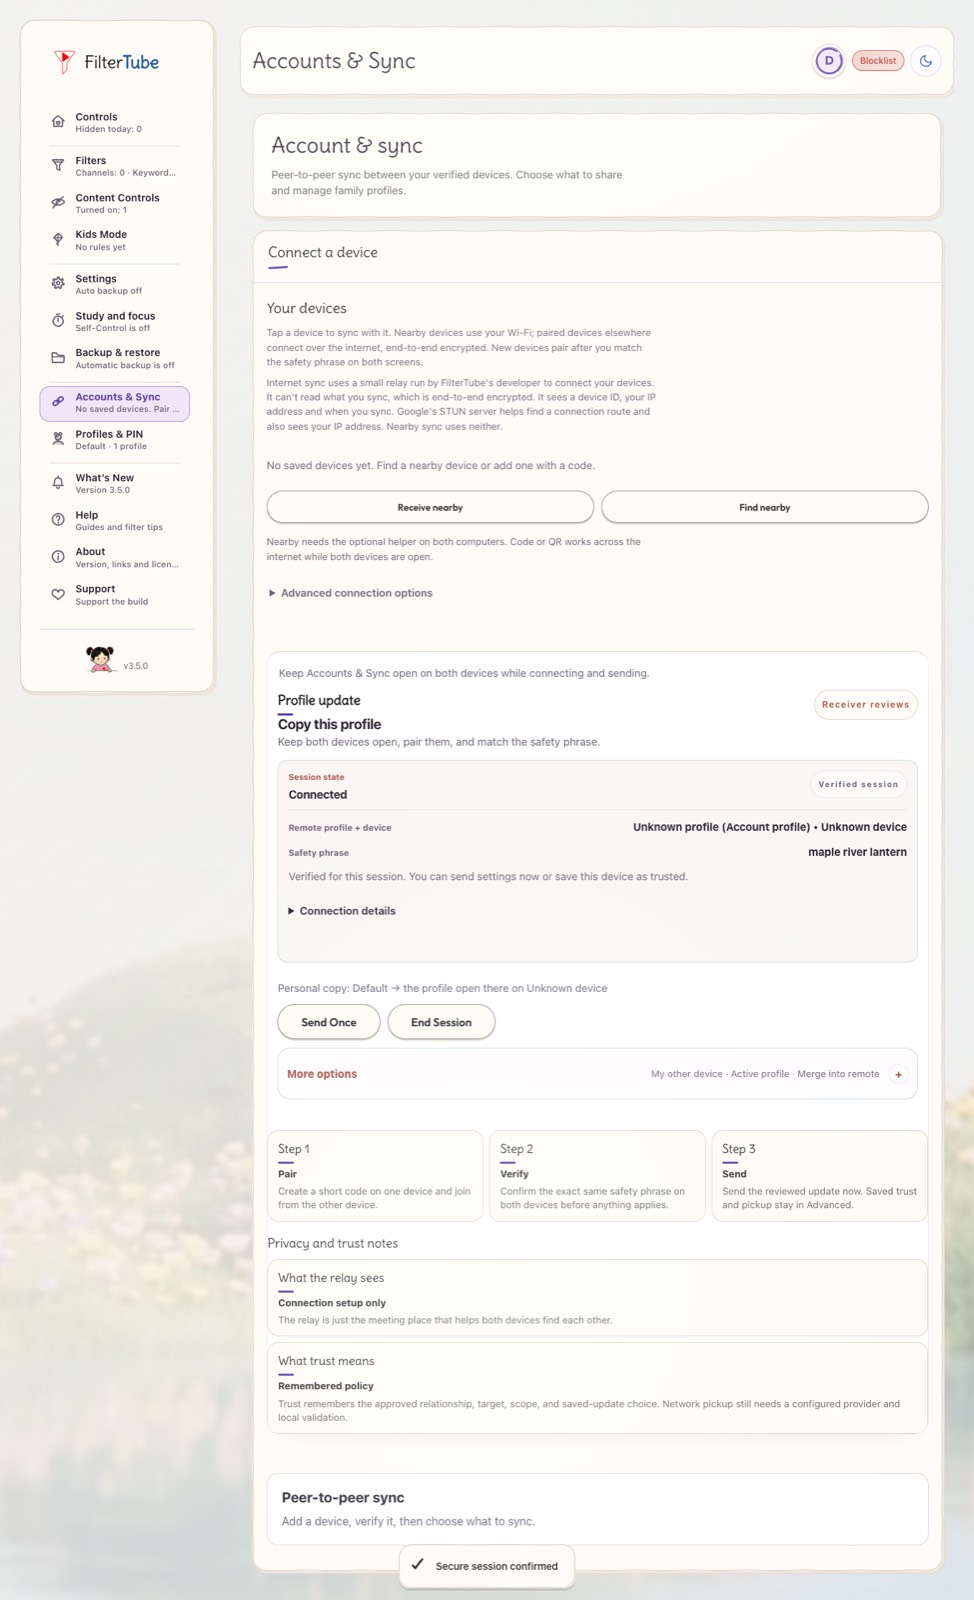 FilterTube
Controls
Hidden today: 0
Filters
Channels: 0 · Keyword...
Content Controls
Turned on: 1
Kids Mode
No rules yet
Settings
Auto backup off
Study and focus
Self-Control is off
Backup & restore
Automatic backup is off
Accounts & Sync
No saved devices. Pair ...
Profiles & PIN
Default · 1 profile
What's New
Version 3.5.0
Help
Guides and filter tips
About
Version, links and licen...
Support
Support the build
v3.5.0
Accounts & Sync
D
Blocklist
Account & sync
Peer-to-peer sync between your verified devices. Choose what to share
and manage family profiles.
Connect a device
Your devices
Tap a device to sync with it. Nearby devices use your Wi-Fi; paired devices elsewhere
connect over the internet, end-to-end encrypted. New devices pair after you match
the safety phrase on both screens.
Internet sync uses a small relay run by FilterTube's developer to connect your devices.
It can't read what you sync, which is end-to-end encrypted. It sees a device ID, your IP
address and when you sync. Google's STUN server helps find a connection route and
also sees your IP address. Nearby sync uses neither.
No saved devices yet. Find a nearby device or add one with a code.
Receive nearby
Find nearby
Nearby needs the optional helper on both computers. Code or QR works across the
internet while both devices are open.
Advanced connection options
Keep Accounts & Sync open on both devices while connecting and sending.
Profile update
Receiver reviews
Copy this profile
Keep both devices open, pair them, and match the safety phrase.
Session state
Connected
Verified session
Remote profile + device
Unknown profile (Account profile) • Unknown device
Safety phrase
maple river lantern
Verified for this session. You can send settings now or save this device as trusted.
Connection details
Personal copy: Default → the profile open there on Unknown device
Send Once
End Session
More options
My other device · Active profile · Merge into remote
+
Step 1
Pair
Create a short code on one device and join
from the other device.
Step 2
Verify
Confirm the exact same safety phrase on
both devices before anything applies.
Step 3
Send
Send the reviewed update now. Saved trust
and pickup stay in Advanced.
Privacy and trust notes
What the relay sees
Connection setup only
The relay is just the meeting place that helps both devices find each other.
What trust means
Remembered policy
Trust remembers the approved relationship, target, scope, and saved-update choice. Network pickup still needs a configured provider and
local validation.
Peer-to-peer sync
Add a device, verify it, then choose what to sync.
Secure session confirmed